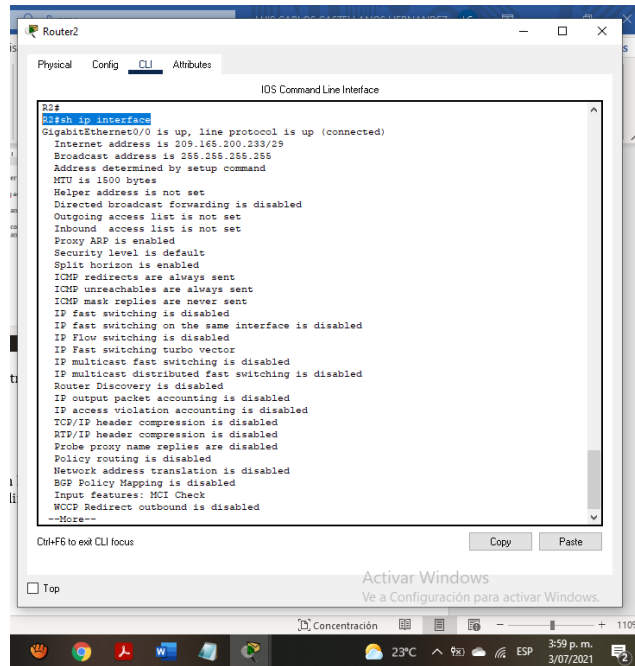 LUIS CARLOS CASTELLANOS HERNANDEZ
Router2
Physical Config CLI Attributes
IOS Command Line Interface
R2#
R2#sh ip interface
GigabitEthernet0/0 is up, line protocol is up (connected)
Internet address is 209.165.200.233/29
Broadcast address is 255.255.255.255
Address determined by setup command
MTU is 1500 bytes
Helper address is not set
Directed broadcast forwarding is disabled
Outgoing access list is not set
Inbound  access list is not set
Proxy ARP is enabled
Security level is default
Split horizon is enabled
ICMP redirects are always sent
ICMP unreachables are always sent
ICMP mask replies are never sent
IP fast switching is disabled
IP fast switching on the same interface is disabled
IP Flow switching is disabled
IP Fast switching turbo vector
IP multicast fast switching is disabled
IP multicast distributed fast switching is disabled
Router Discovery is disabled
IP output packet accounting is disabled
IP access violation accounting is disabled
TCP/IP header compression is disabled
RTP/IP header compression is disabled
Probe proxy name replies are disabled
Policy routing is disabled
Network address translation is disabled
BGP Policy Mapping is disabled
Input features: MCI Check
WCCP Redirect outbound is disabled
--More--
Ctrl+F6 to exit CLI focus
Copy Paste
Top
Activar Windows
Ve a Configuración para activar Windows.
Concentración
23°C ESP
3:59 p. m.
3/07/2021